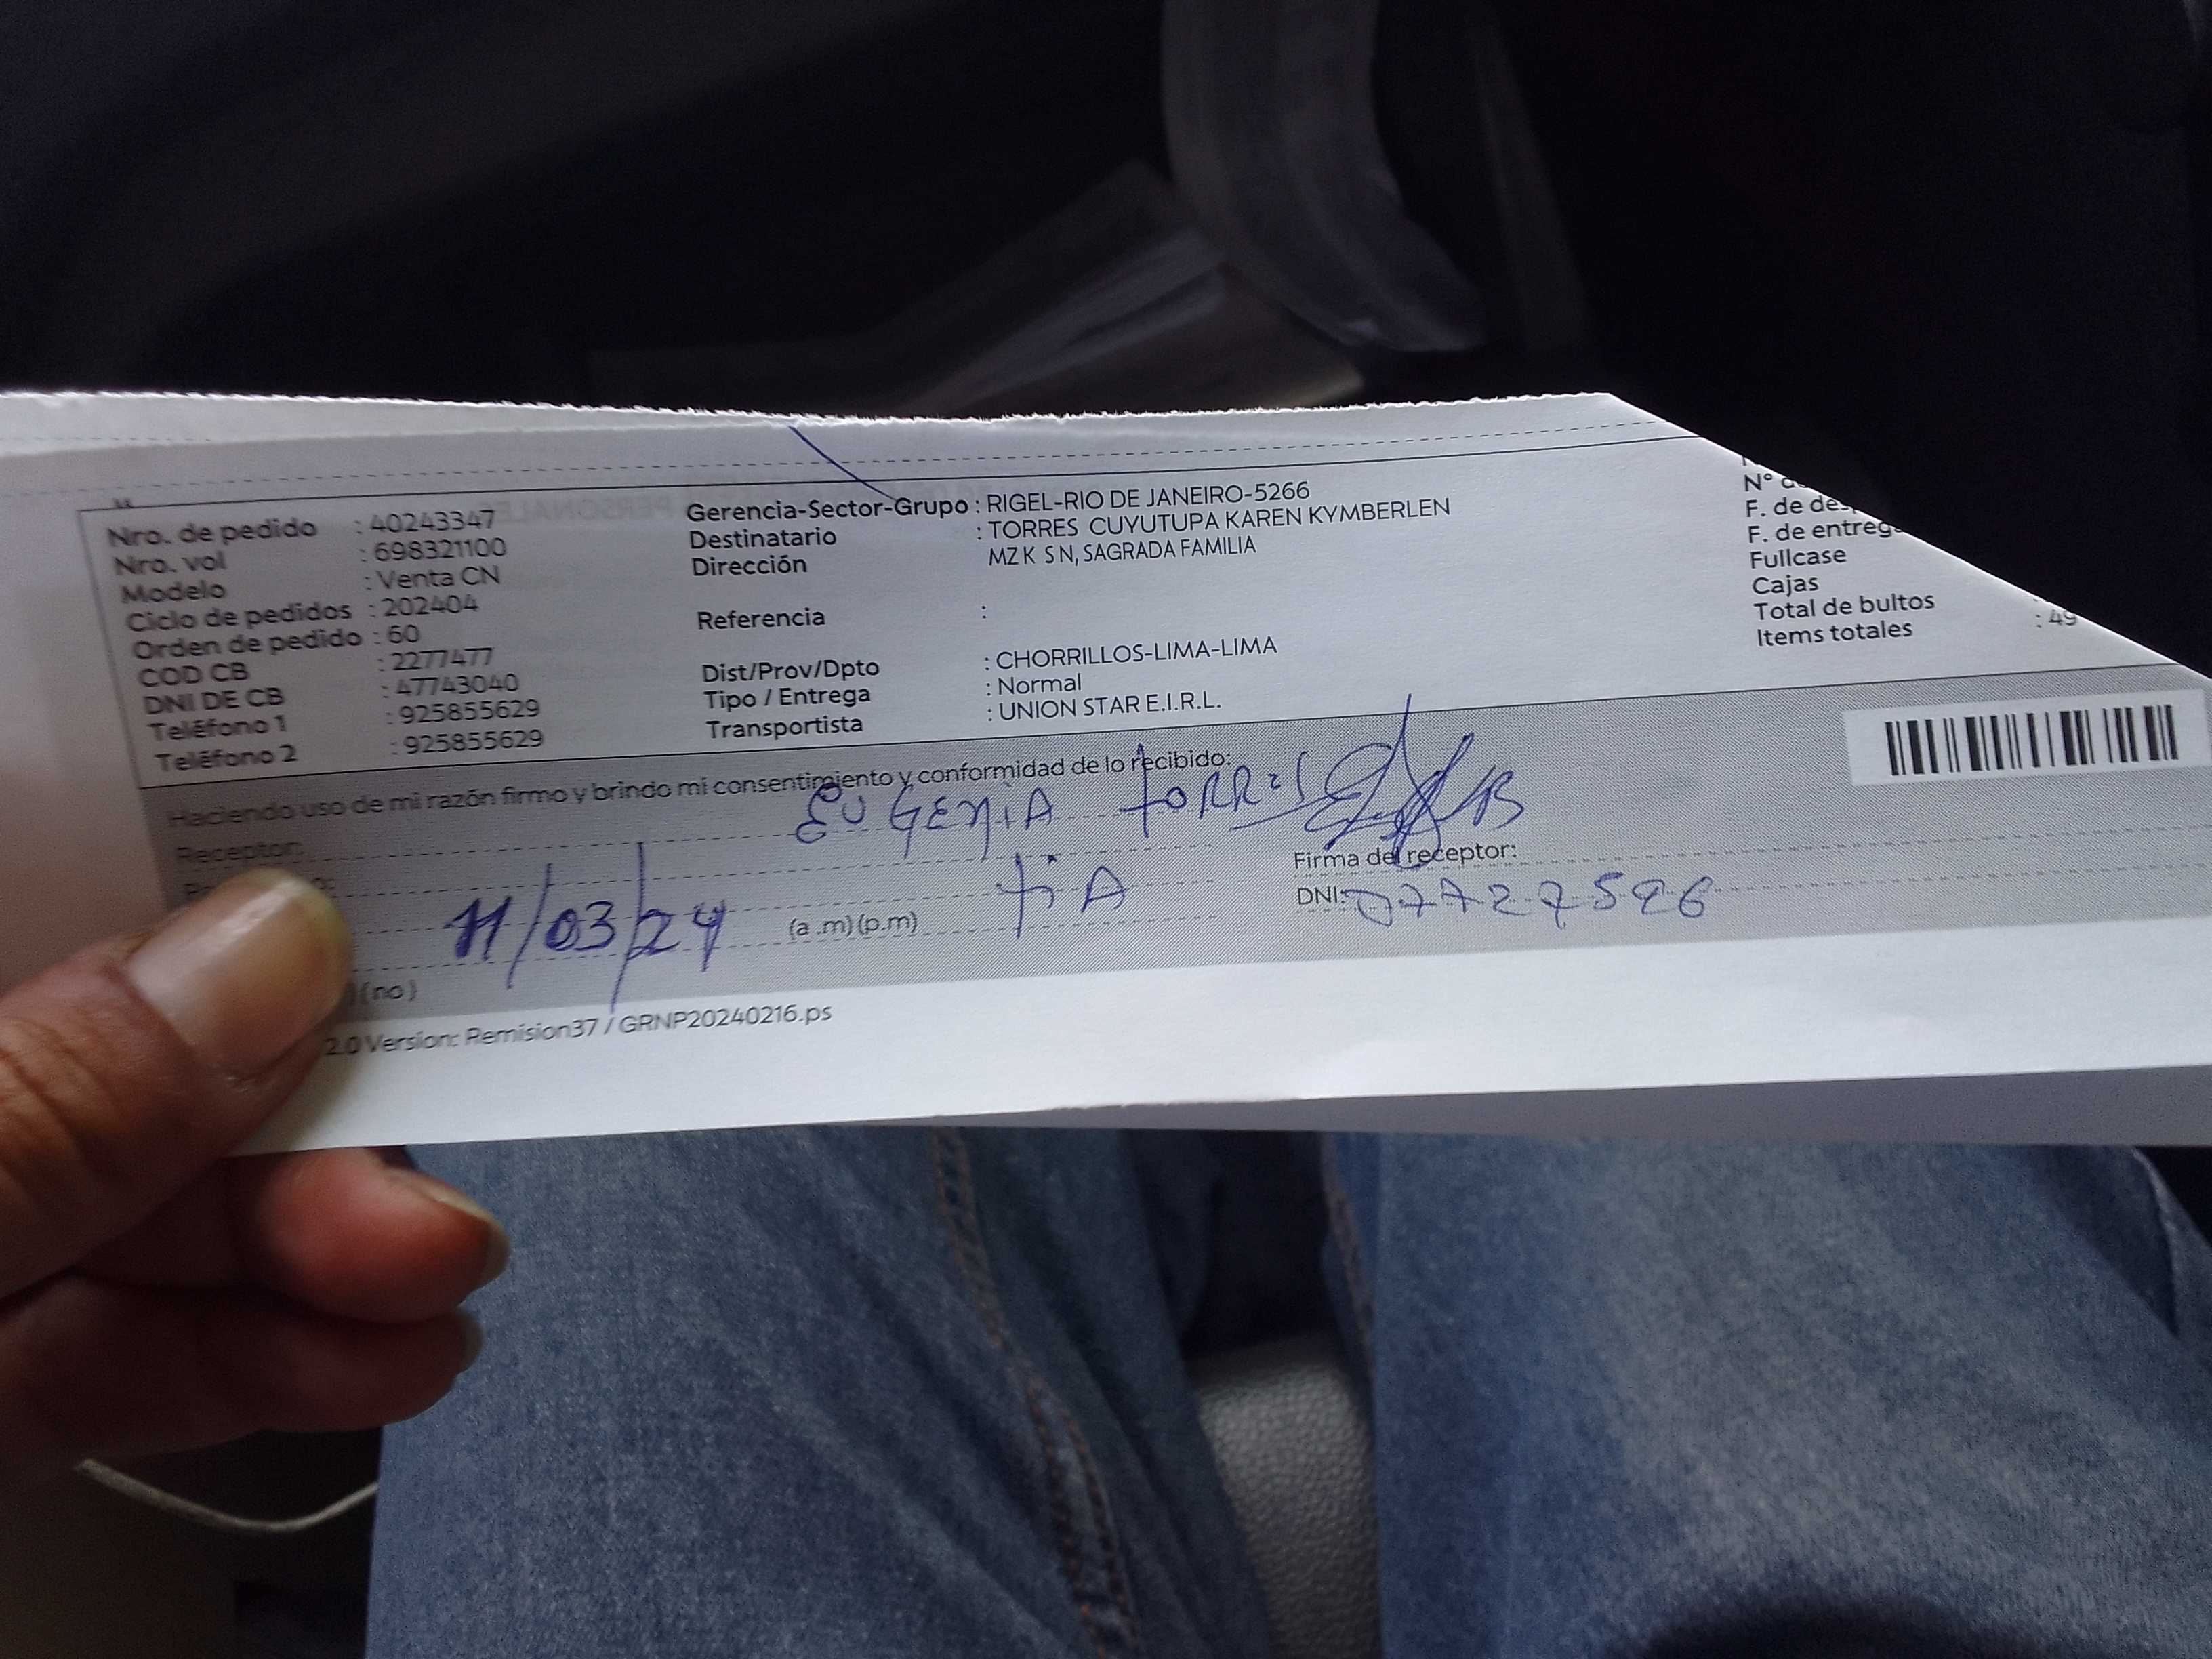 Nro. de pedido : 40243347
Nro. vol : 698321100
Modelo : Venta CN
Ciclo de pedidos : 202404
Orden de pedido : 60
COD CB : 2277477
DNI DE CB : 47743040
Teléfono 1 : 925855629
Teléfono 2 : 925855629
Gerencia-Sector-Grupo : RIGEL-RIO DE JANEIRO-5266
Destinatario : TORRES CUYUTUPA KAREN KYMBERLEN
Dirección MZ K S N, SAGRADA FAMILIA
Referencia :
Dist/Prov/Dpto : CHORRILLOS-LIMA-LIMA
Tipo / Entrega : Normal
Transportista : UNION STAR E.I.R.L.
N°
F. de
F. de
Fullcase
Cajas
Total de bultos
Items totales : 49
Haciendo uso de mi razón firmo y brindo mi consentimiento y conformidad de lo recibido:
Receptor: EUGENIA TORRES
Firma del receptor:
11/03/24 (a .m)(p.m) tiA
DNI: 07727526
(no)
2.0 Version: Remision37 / GRNP20240216.ps